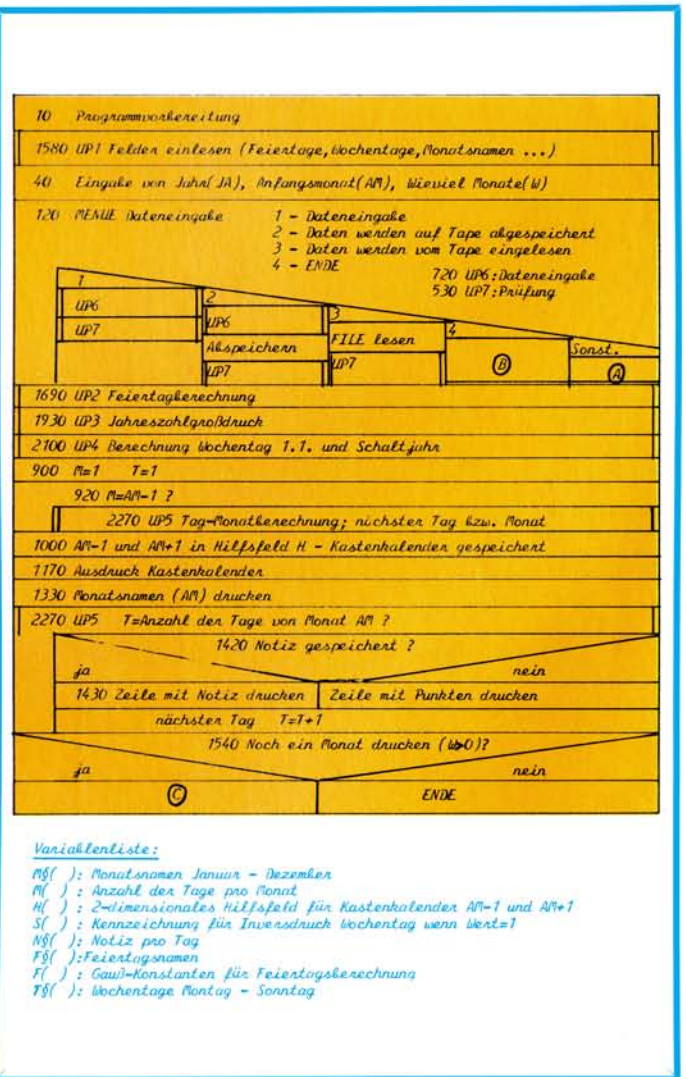 10 Programmvorbereitung
1580 UP1 Felder einlesen (Feiertage,Wochentage,Monatsnamen ...)
40 Eingabe von Jahr(JA), Anfangsmonat(AM), Wieviel Monate(W)
120 MENUE Dateneingabe 1 - Dateneingabe
2 - Daten werden auf Tape abgespeichert
3 - Daten werden vom Tape eingelesen
4 - ENDE
720 UP6:Dateneingabe
530 UP7:Prüfung
1 2 3 4 Sonst.
UP6 UP6 FILE lesen B A
UP7 Abspeichern UP7
UP7
1690 UP2 Feiertagberechnung
1930 UP3 Jahreszahlgroßdruck
2100 UP4 Berechnung Wochentag 1.1. und Schaltjahr
900 M=1 T=1
920 M=AM-1 ?
2270 UP5 Tag-Monatberechnung; nichster Tag bzw. Monat
1000 AM-1 und AM+1 in Hilfsfeld H - Kastenkalender gespeichert
1170 Ausdruck Kastenkalender
1330 Monatsnamen (AM) drucken
2270 UP5 T=Anzahl der Tage von Monat AM ?
1420 Notiz gespeichert ?
ja nein
1430 Zeile mit Notiz drucken Zeile mit Punkten drucken
nächster Tag T=T+1
1540 Noch ein Monat drucken (W>0)?
ja nein
C ENDE
Variablenliste:
M§( ): Monatsnamen Januar - Dezember
M( ) : Anzahl der Tage pro Monat
H( ) : 2-dimensionales Hilfsfeld für Kastenkalender AM-1 und AM+1
S( ) : Kennzeichnung für Inversdruck Wochentag wenn Wert=1
N§( ): Notiz pro Tag
F§( ):Feiertagsnamen
F( ) : Gauß-Konstanten für Feiertagsberechnung
T§( ): Wochentage Montag - Sonntag